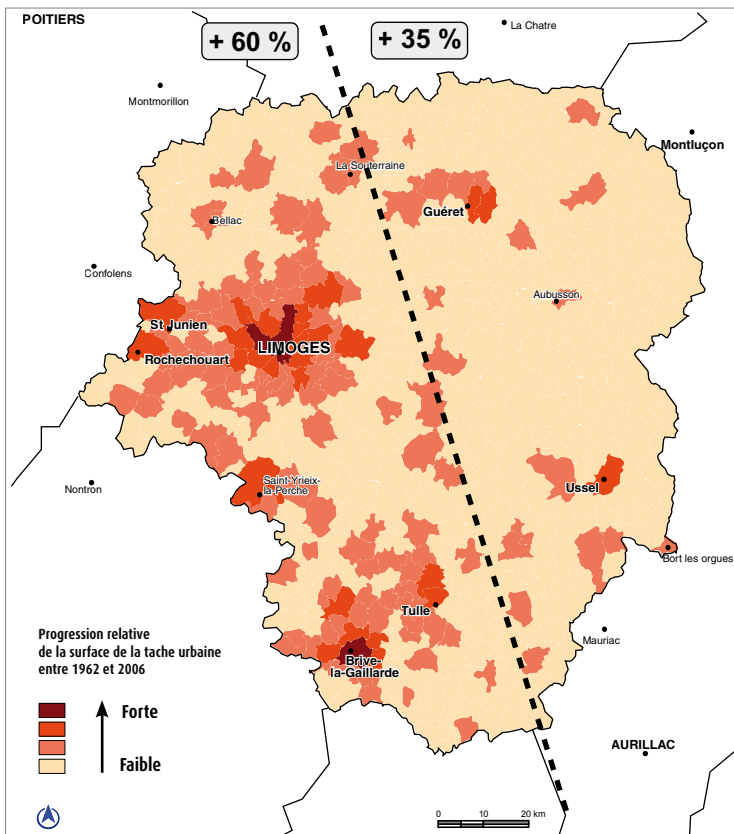 POITIERS
+ 60 %
+ 35 %
La Chatre
Montmorillon
Montluçon
La Souterraine
Guéret
Bellac
Confolens
Aubusson
St Junien
LIMOGES
Rochechouart
Nontron
Saint-Yrieix-
la-Perche
Ussel
Bort les orgues
Tulle
Mauriac
Brive-
la-Gaillarde
AURILLAC
Progression relative
de la surface de la tache urbaine
entre 1962 et 2006
Forte
Faible
0 10 20 km